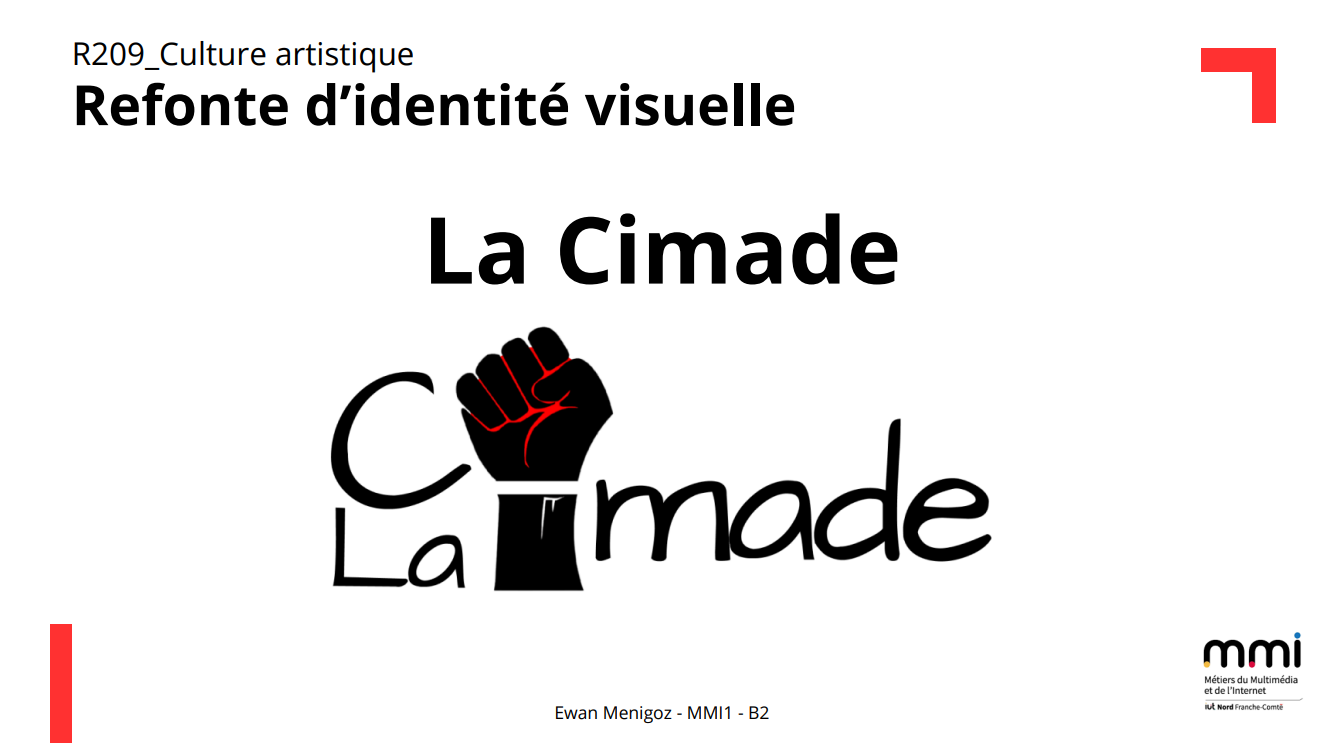 R209_Culture artistique
Refonte d’identité visuelle
La Cimade
Cimade
La
mmi
Métiers du Multimédia
et de l'Internet
IUT Nord Franche-Comté
Ewan Menigoz - MMI1 - B2